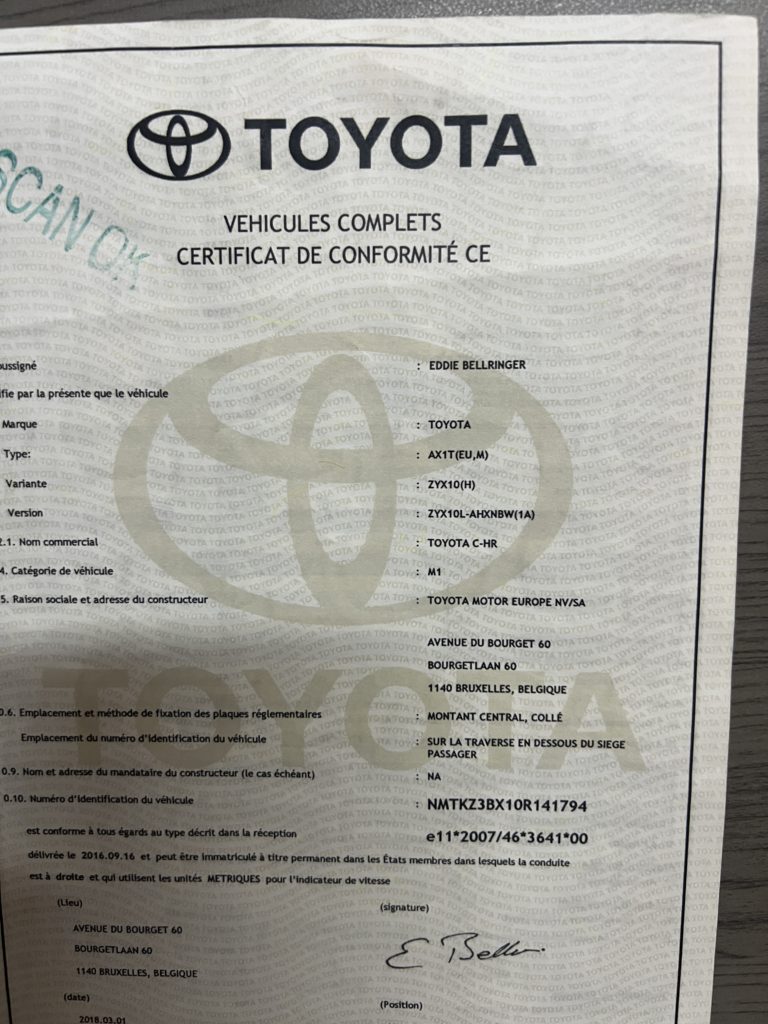 TOYOTA
SCAN OK
VEHICULES COMPLETS
CERTIFICAT DE CONFORMITÉ CE
: EDDIE BELLRINGER
par la présente que le véhicule
Marque : TOYOTA
Type: : AX1T(EU,M)
Variante : ZYX10(H)
Version : ZYX10L-AHXNBW(1A)
.1. Nom commercial : TOYOTA C-HR
4. Catégorie de véhicule : M1
5. Raison sociale et adresse du constructeur : TOYOTA MOTOR EUROPE NV/SA
AVENUE DU BOURGET 60
BOURGETLAAN 60
1140 BRUXELLES, BELGIQUE
0.6. Emplacement et méthode de fixation des plaques réglementaires : MONTANT CENTRAL, COLLÉ
Emplacement du numéro d'identification du véhicule : SUR LA TRAVERSE EN DESSOUS DU SIEGE
PASSAGER
0.9. Nom et adresse du mandataire du constructeur (le cas échéant) : NA
0.10. Numéro d'identification du véhicule : NMTKZ3BX10R141794
est conforme à tous égards au type décrit dans la réception e11*2007/46*3641*00
délivrée le 2016.09.16 et peut être immatriculé à titre permanent dans les États membres dans lesquels la conduite
est à droite et qui utilisent les unités METRIQUES pour l'indicateur de vitesse
(Lieu) (signature)
AVENUE DU BOURGET 60
BOURGETLAAN 60
1140 BRUXELLES, BELGIQUE
(date) (Position)
2018.03.01